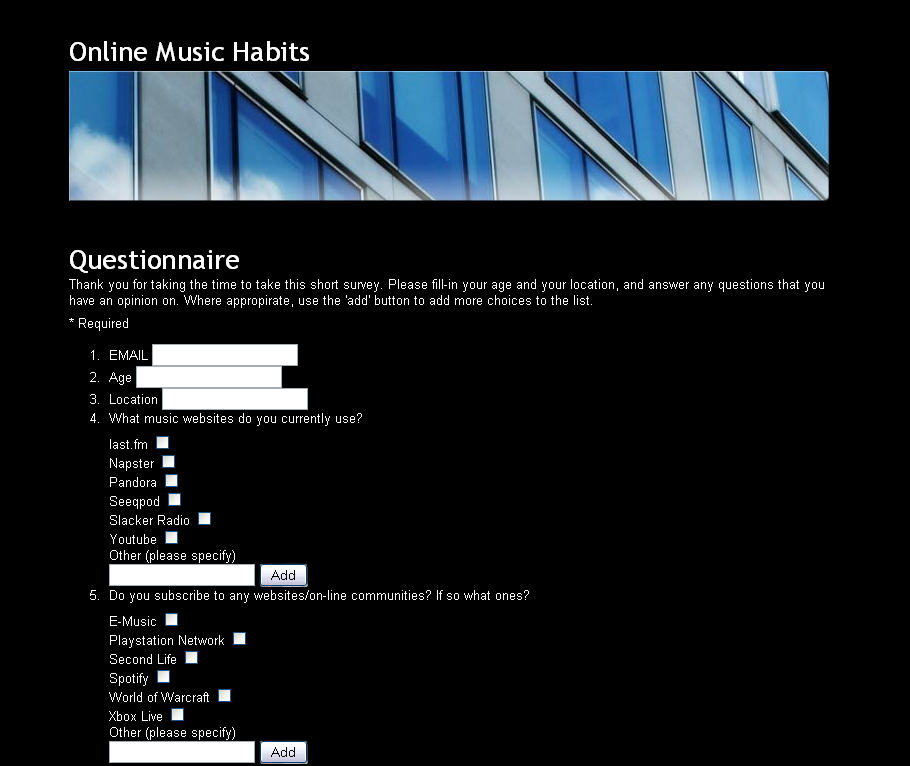 Online Music Habits
Questionnaire
Thank you for taking the time to take this short survey. Please fill-in your age and your location, and answer any questions that you
have an opinion on. Where appropirate, use the 'add' button to add more choices to the list.
* Required
1. EMAIL
2. Age
3. Location
4. What music websites do you currently use?
last.fm
Napster
Pandora
Seeqpod
Slacker Radio
Youtube
Other (please specify)
Add
5. Do you subscribe to any websites/on-line communities? If so what ones?
E-Music
Playstation Network
Second Life
Spotify
World of Warcraft
Xbox Live
Other (please specify)
Add